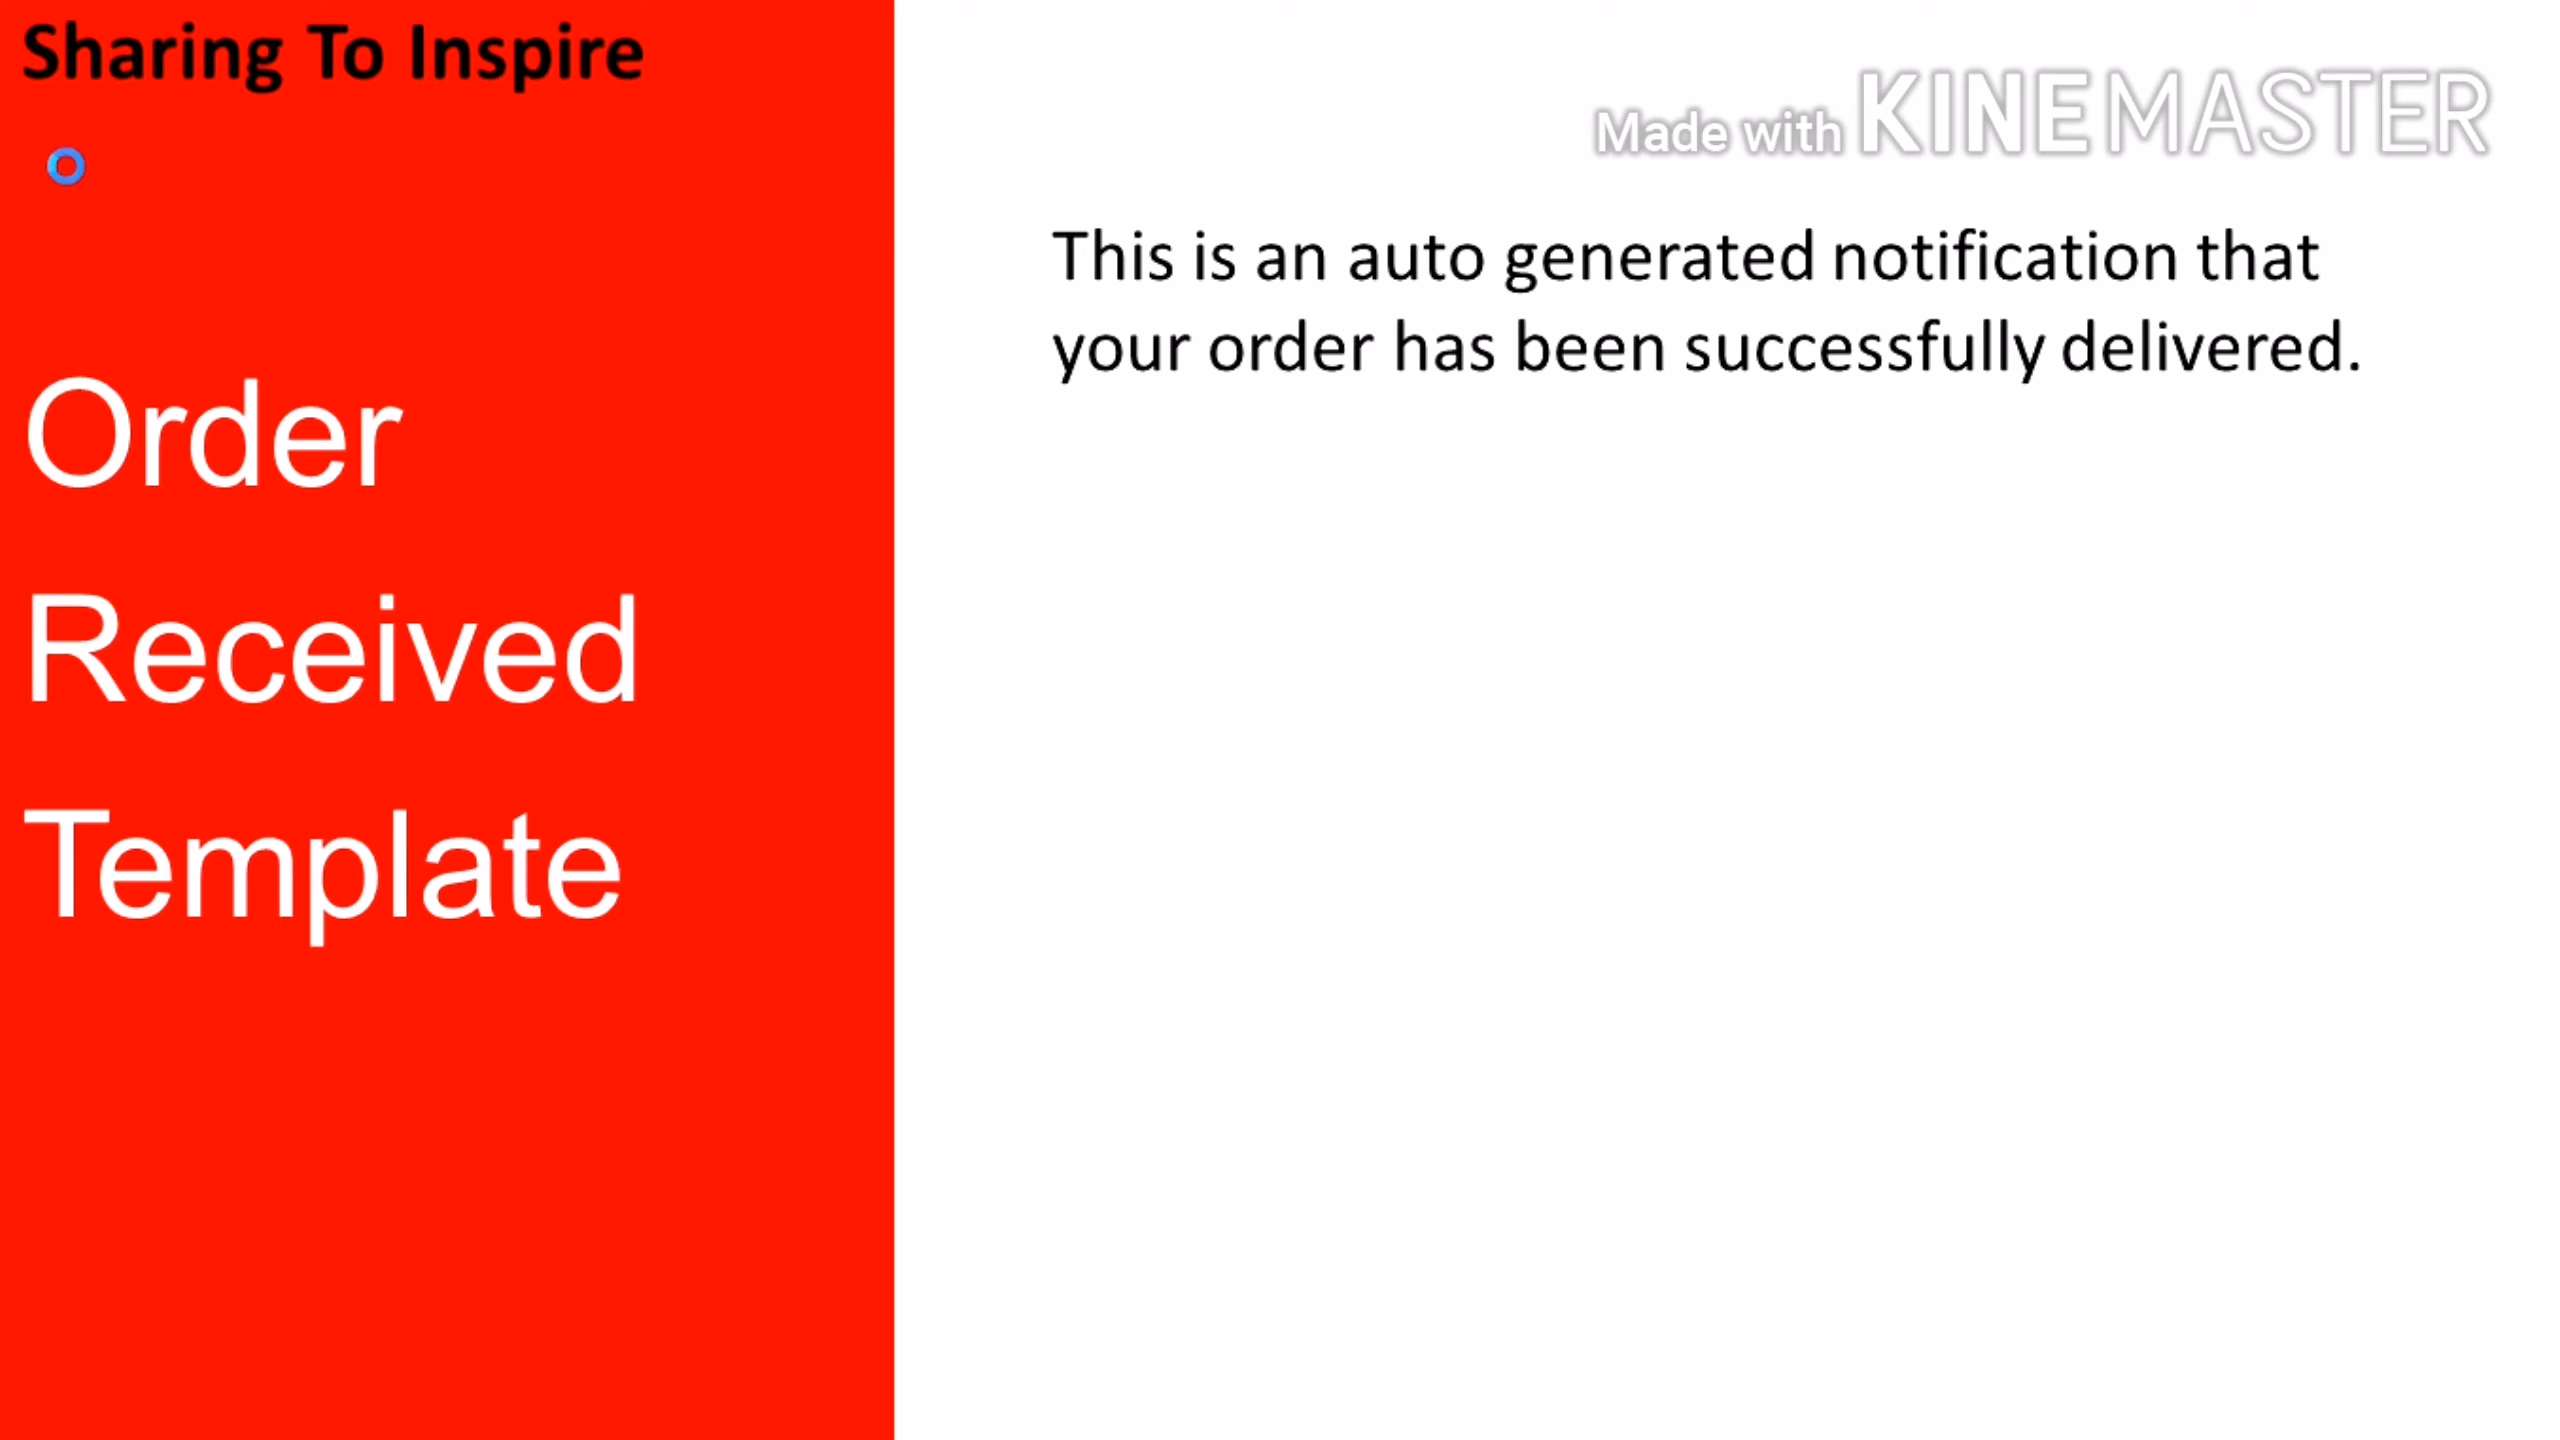 Sharing To Inspire
Made with KINEMASTER
Order
Received
Template
This is an auto generated notification that
your order has been successfully delivered.